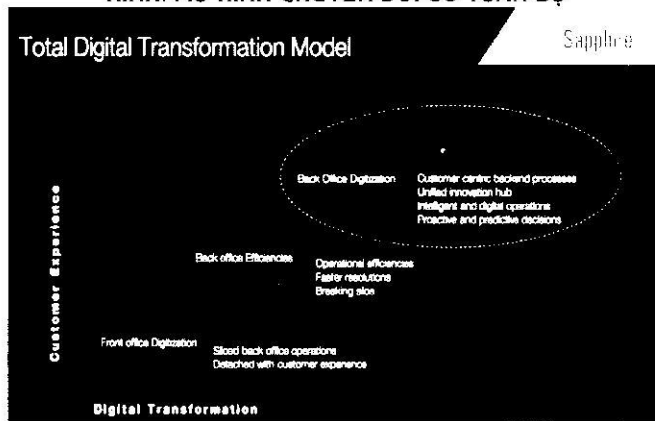 Total Digital Transformation Model
Sapphire
Back Office Digitization
Customer centric backend processes
Unified innovation hub
Intelligent and digital operations
Proactive and predictive decisions
Back office Efficiencies
Operational efficiencies
Faster resolutions
Breaking silos
Front office Digitization
Siloed back office operations
Detached with customer experience
Customer Experience
Digital Transformation